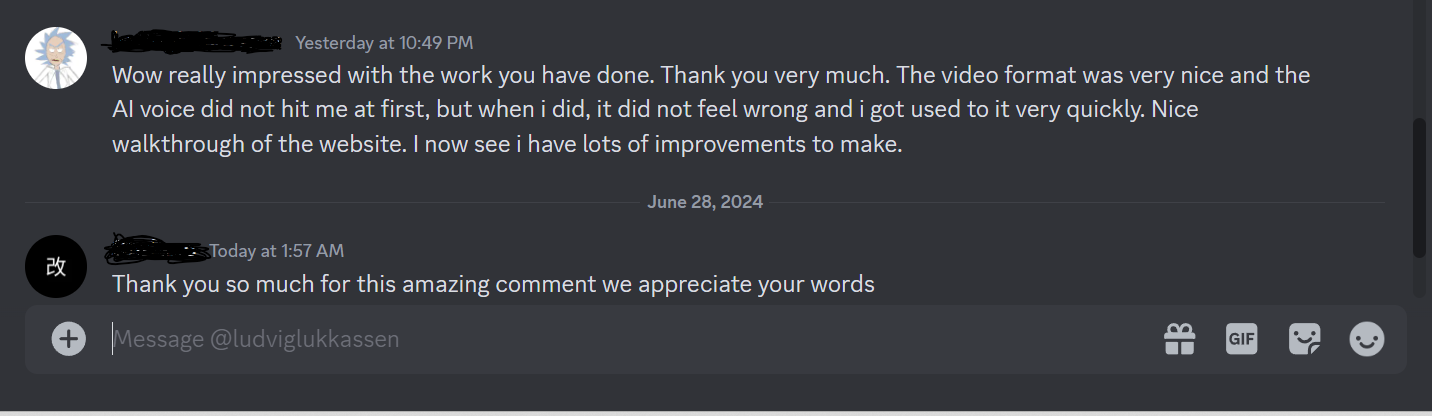 Yesterday at 10:49 PM
Wow really impressed with the work you have done. Thank you very much. The video format was very nice and the
AI voice did not hit me at first, but when i did, it did not feel wrong and i got used to it very quickly. Nice
walkthrough of the website. I now see i have lots of improvements to make.
June 28, 2024
改
Today at 1:57 AM
Thank you so much for this amazing comment we appreciate your words
Message @ludviglukkassen
GIF